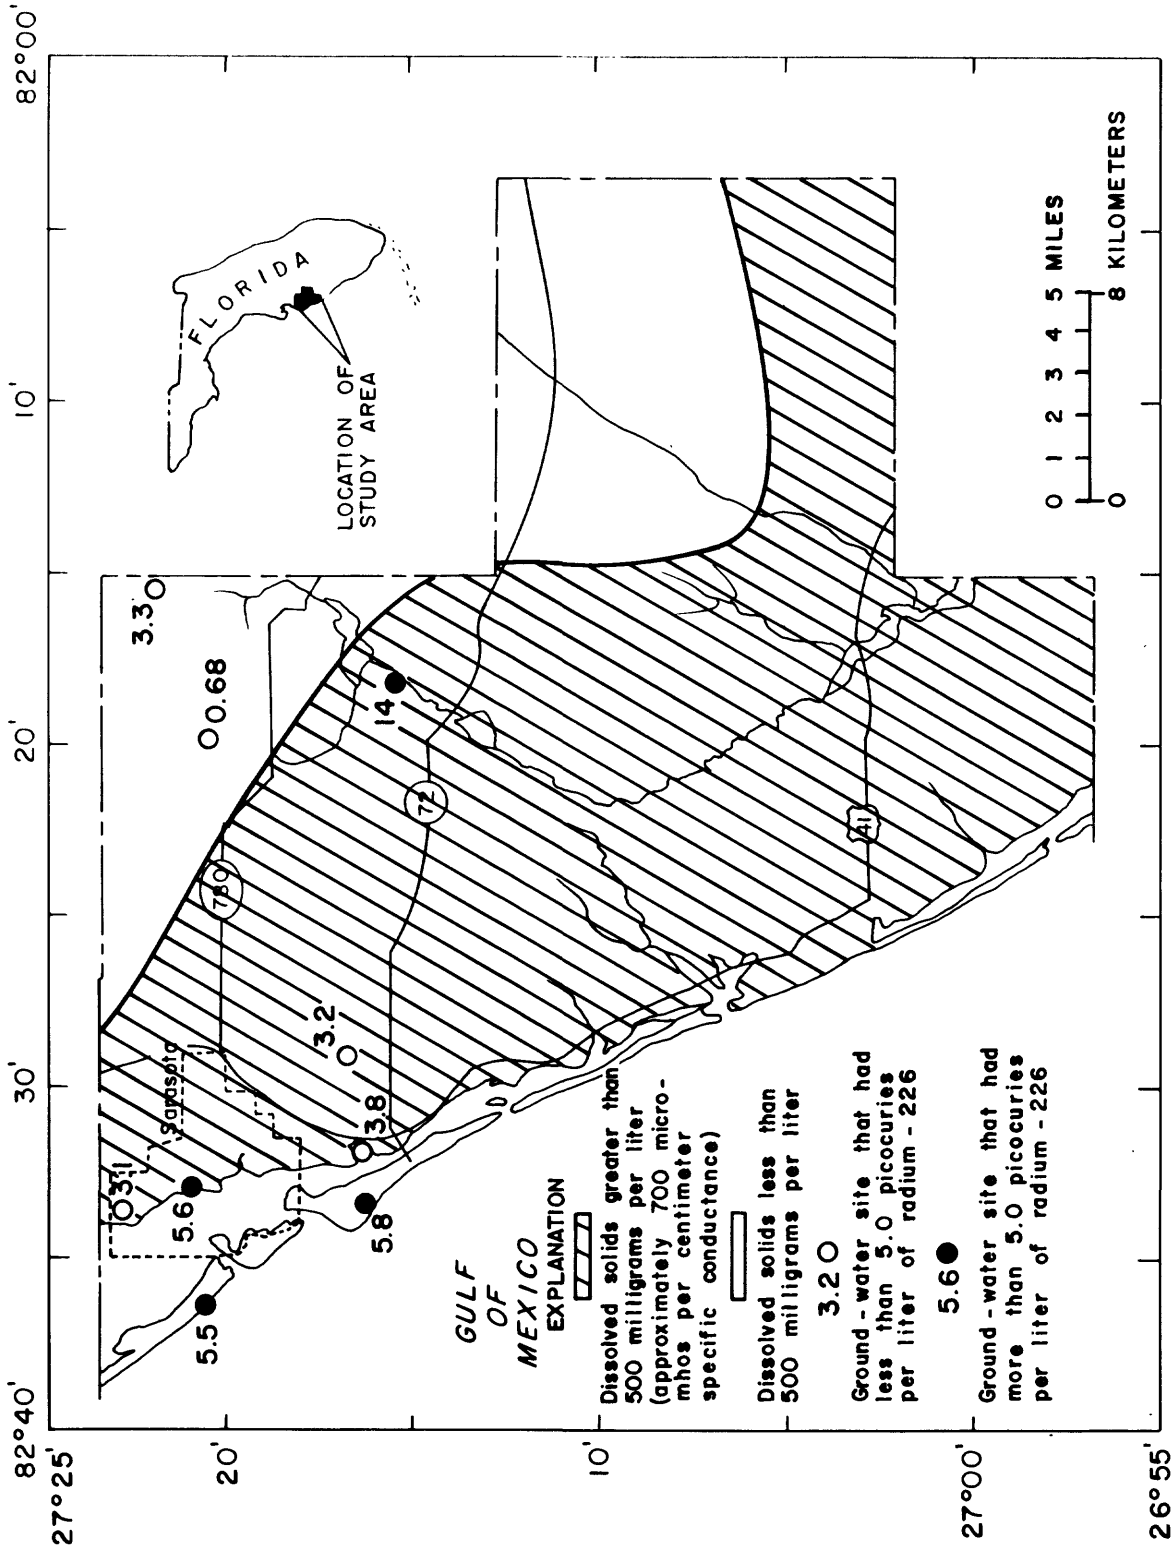 82°40'
30'
20'
10'
82°00'
27°25'
20'
10'
27°00'
26°55'
FLORIDA
LOCATION OF
STUDY AREA
3.3
0.68
14
780
72
41
Sarasota
3.1
5.6
5.5
3.2
3.8
5.8
GULF
OF
MEXICO
EXPLANATION
Dissolved solids greater than
500 milligrams per liter
(approximately 700 micro-
mhos per centimeter
specific conductance)
Dissolved solids less than
500 milligrams per liter
3.2
Ground-water site that had
less than 5.0 picocuries
per liter of radium-226
5.6
Ground-water site that had
more than 5.0 picocuries
per liter of radium-226
0 1 2 3 4 5 MILES
0 8 KILOMETERS